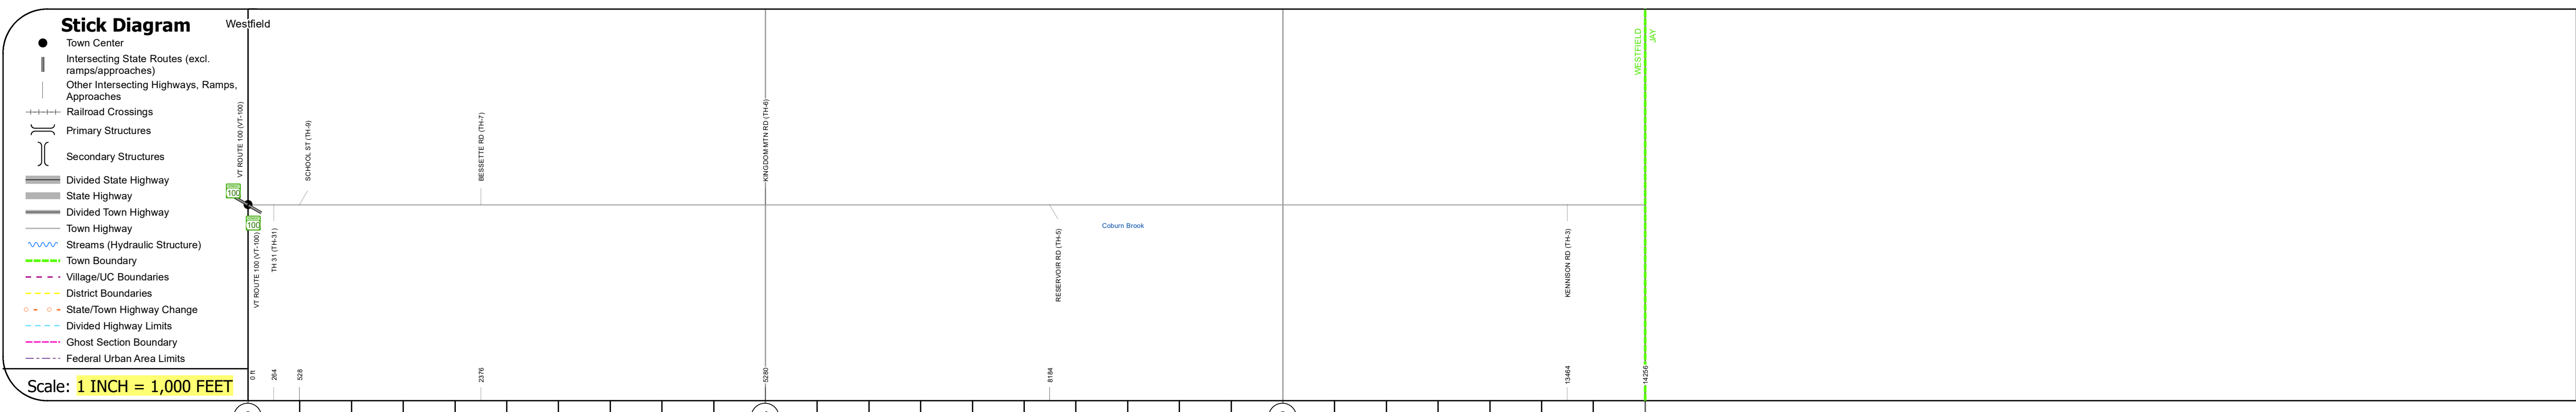 Stick Diagram
Town Center
Intersecting State Routes (excl.
ramps/approaches)
Other Intersecting Highways, Ramps,
Approaches
Railroad Crossings
Primary Structures
Secondary Structures
Divided State Highway
State Highway
Divided Town Highway
Town Highway
Streams (Hydraulic Structure)
Town Boundary
Village/UC Boundaries
District Boundaries
State/Town Highway Change
Divided Highway Limits
Ghost Section Boundary
Federal Urban Area Limits
Scale: 1 INCH = 1,000 FEET
Westfield
VT ROUTE 100 (VT-100)
100
100
VT ROUTE 100 (VT-100)
TH 31 (TH-31)
SCHOOL ST (TH-9)
BESSETTE RD (TH-7)
KINGDOM MTN RD (TH-6)
RESERVOIR RD (TH-5)
Coburn Brook
KENNISON RD (TH-3)
WESTFIELD
JAY
0 ft
264
528
2376
5280
8184
13464
14256